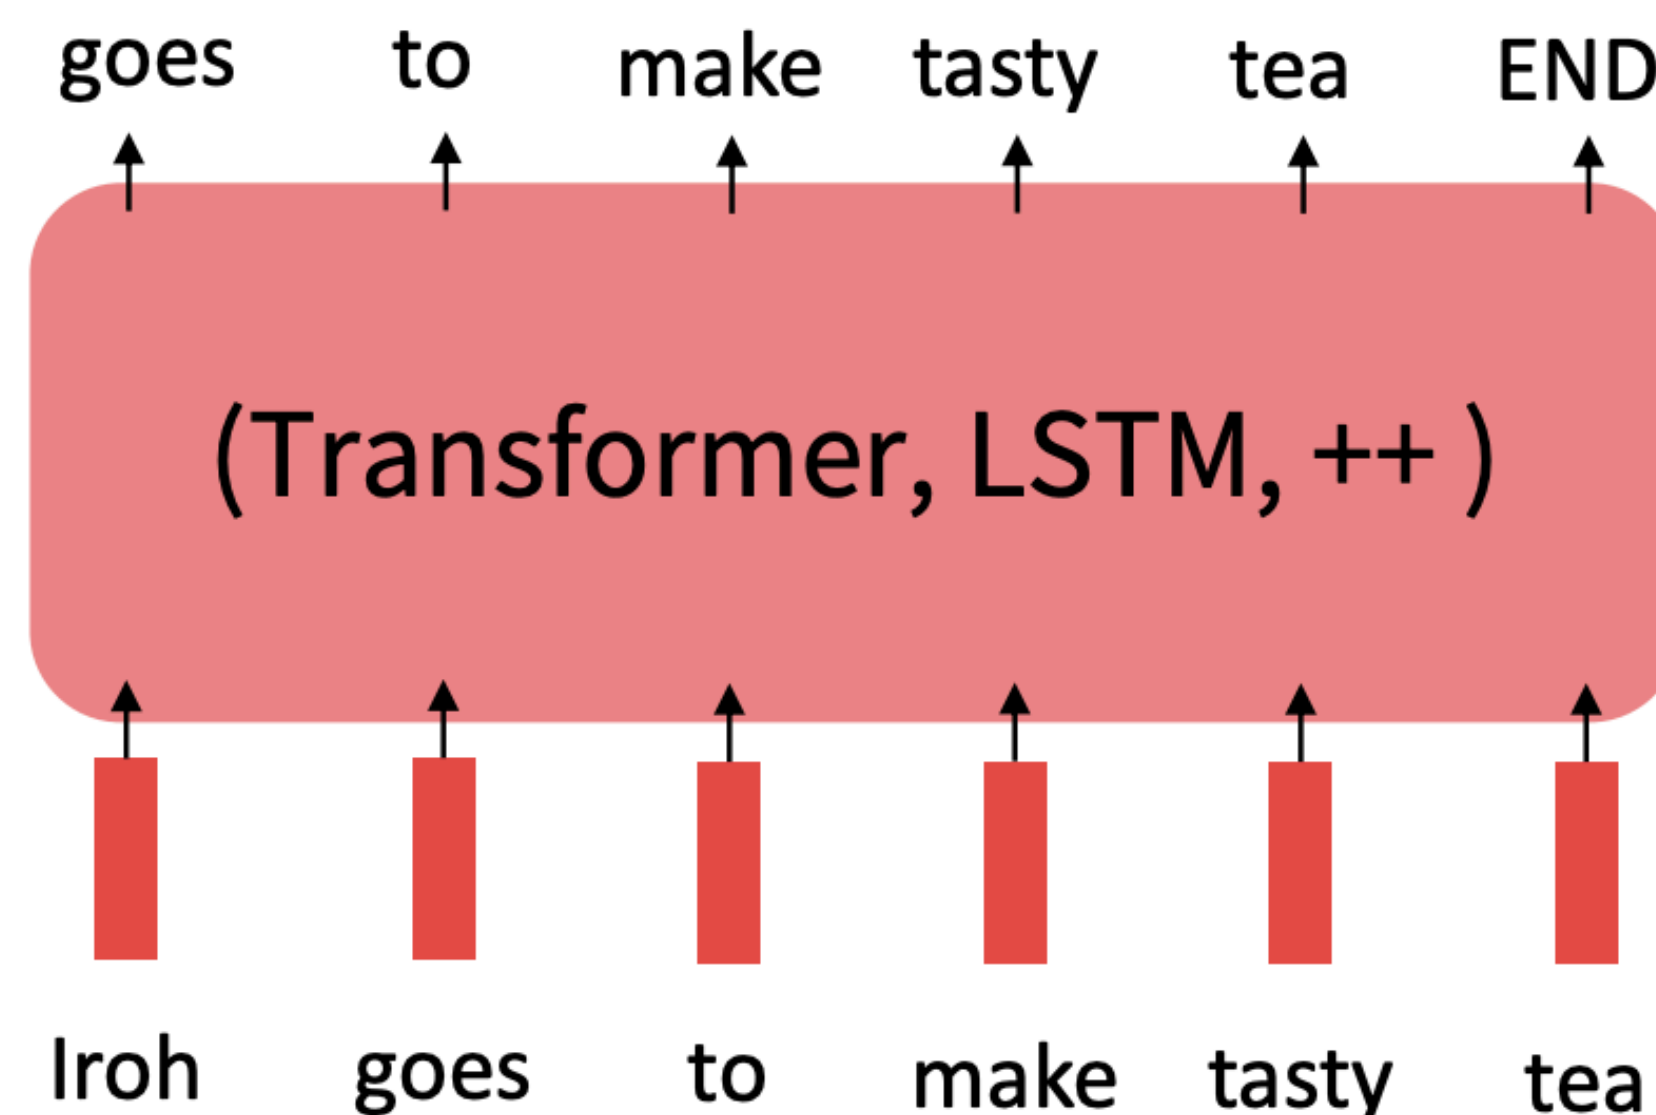 goes to make tasty tea END
(Transformer, LSTM, ++ )
Iroh goes to make tasty tea